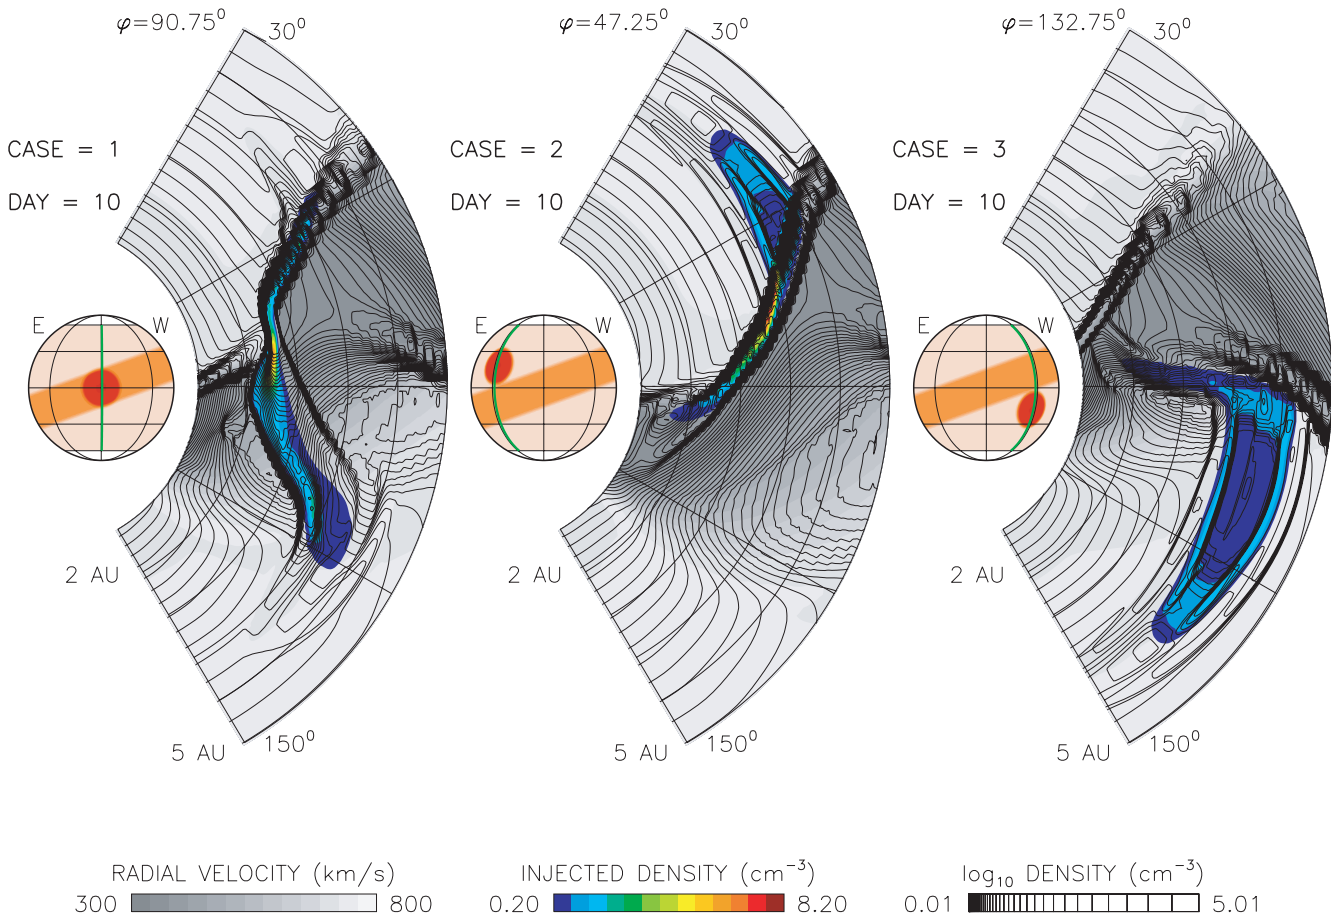 φ=90.75⁰
30⁰
CASE = 1
DAY = 10
E
W
2 AU
5 AU
150⁰
φ=47.25⁰
30⁰
CASE = 2
DAY = 10
E
W
2 AU
5 AU
150⁰
φ=132.75⁰
30⁰
CASE = 3
DAY = 10
E
W
2 AU
5 AU
150⁰
RADIAL VELOCITY (km/s)
300
800
INJECTED DENSITY (cm⁻³)
0.20
8.20
log₁₀ DENSITY (cm⁻³)
0.01
5.01